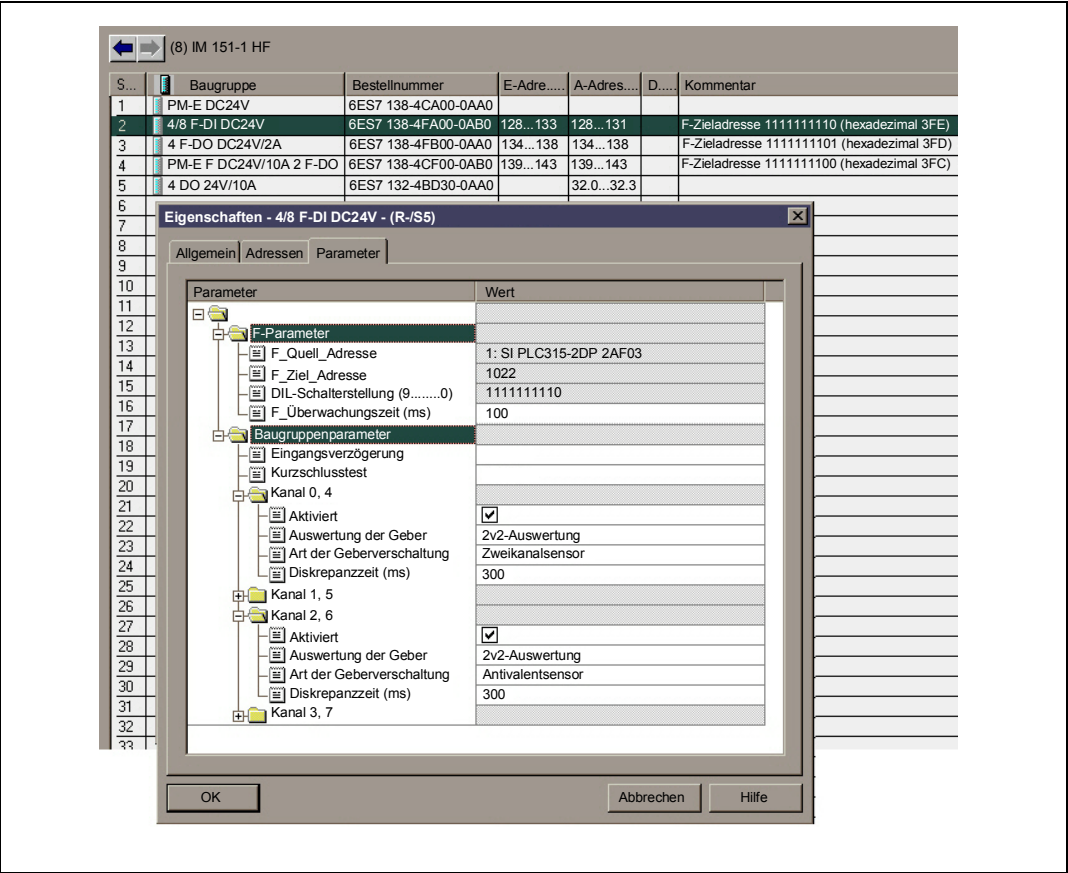 (8) IM 151-1 HF
S... Baugruppe Bestellnummer E-Adre..... A-Adres.... D..... Kommentar
1 PM-E DC24V 6ES7 138-4CA00-0AA0
2 4/8 F-DI DC24V 6ES7 138-4FA00-0AB0 128...133 128...131 F-Zieladresse 1111111110 (hexadezimal 3FE)
3 4 F-DO DC24V/2A 6ES7 138-4FB00-0AA0 134...138 134...138 F-Zieladresse 1111111101 (hexadezimal 3FD)
4 PM-E F DC24V/10A 2 F-DO 6ES7 138-4CF00-0AB0 139...143 139...143 F-Zieladresse 1111111100 (hexadezimal 3FC)
5 4 DO 24V/10A 6ES7 132-4BD30-0AA0 32.0...32.3
6
7
8
9
10
11
12
13
14
15
16
17
18
19
20
21
22
23
24
25
26
27
28
29
30
31
32
33
Eigenschaften - 4/8 F-DI DC24V - (R-/S5)
Allgemein Adressen Parameter
Parameter Wert
F-Parameter
F_Quell_Adresse 1: SI PLC315-2DP 2AF03
F_Ziel_Adresse 1022
DIL-Schalterstellung (9........0) 1111111110
F_Überwachungszeit (ms) 100
Baugruppenparameter
Eingangsverzögerung
Kurzschlusstest
Kanal 0, 4
Aktiviert
Auswertung der Geber 2v2-Auswertung
Art der Geberverschaltung Zweikanalsensor
Diskrepanzzeit (ms) 300
Kanal 1, 5
Kanal 2, 6
Aktiviert
Auswertung der Geber 2v2-Auswertung
Art der Geberverschaltung Antivalentsensor
Diskrepanzzeit (ms) 300
Kanal 3, 7
OK Abbrechen Hilfe